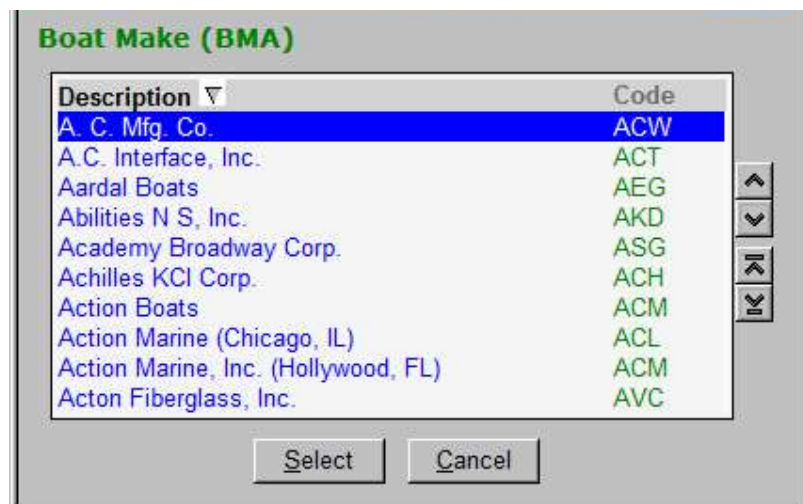 Boat Make (BMA)
Description Code
A. C. Mfg. Co. ACW
A.C. Interface, Inc. ACT
Aardal Boats AEG
Abilities N S, Inc. AKD
Academy Broadway Corp. ASG
Achilles KCI Corp. ACH
Action Boats ACM
Action Marine (Chicago, IL) ACL
Action Marine, Inc. (Hollywood, FL) ACM
Acton Fiberglass, Inc. AVC
Select Cancel